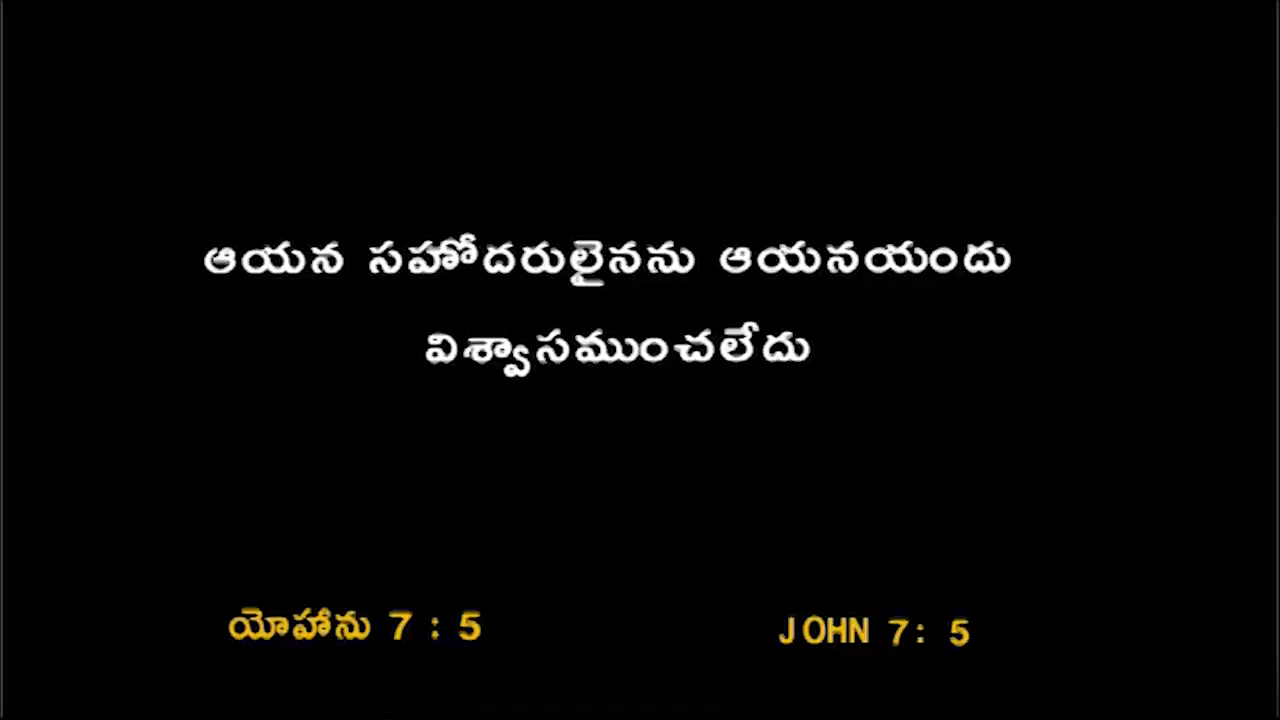 ఆయన సహోదరులైనను ఆయనయందు
విశ్వాసముంచలేదు
యోహాను 7 : 5
JOHN 7: 5